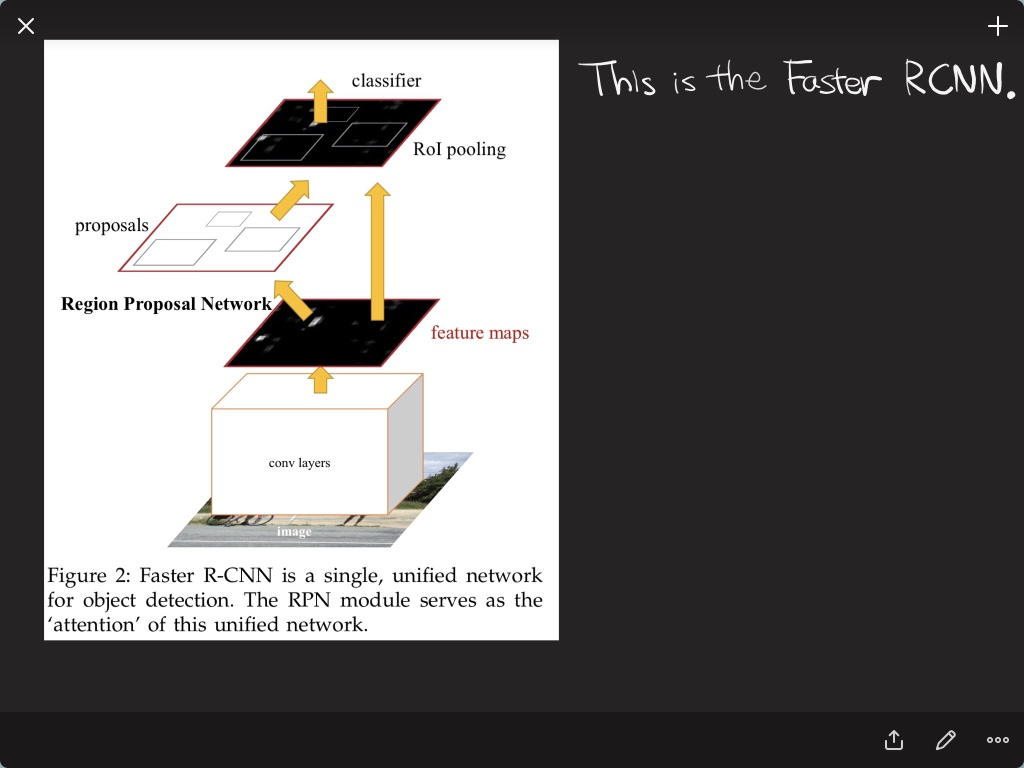 This is the Faster RCNN.
classifier
RoI pooling
proposals
Region Proposal Network
feature maps
conv layers
image
Figure 2: Faster R-CNN is a single, unified network
for object detection. The RPN module serves as the
‘attention’ of this unified network.